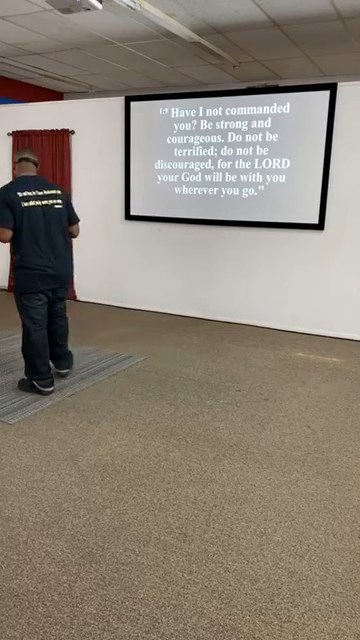 1:9 Have I not commanded
you? Be strong and
courageous. Do not be
terrified; do not be
discouraged, for the LORD
your God will be with you
wherever you go."